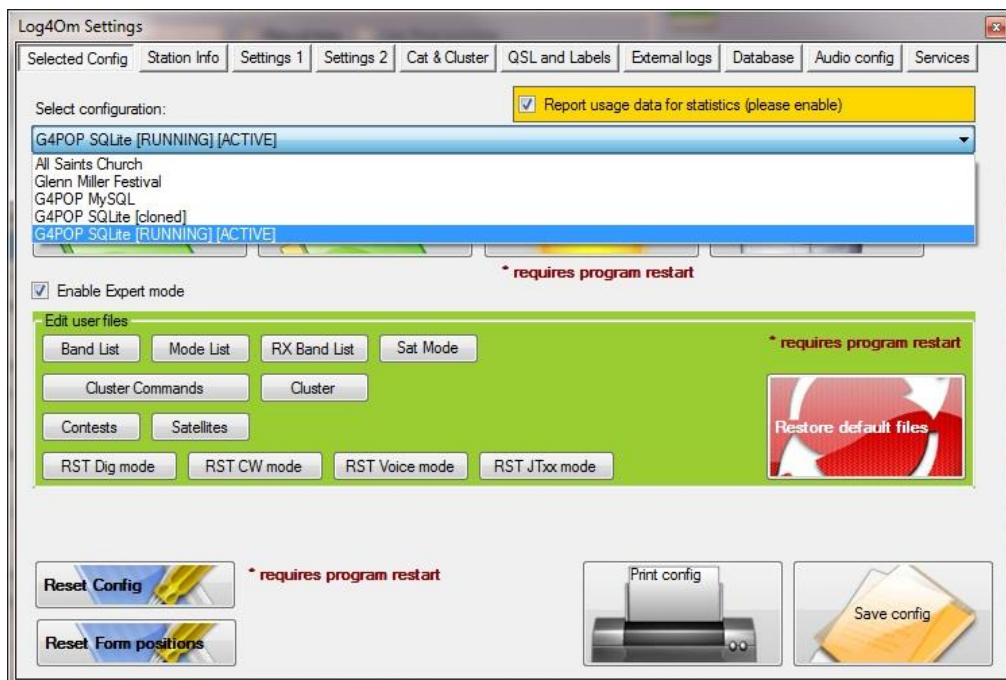 Log4Om Settings
Selected Config Station Info Settings 1 Settings 2 Cat & Cluster QSL and Labels External logs Database Audio config Services
Report usage data for statistics (please enable)
Select configuration:
G4POP SQLite [RUNNING] [ACTIVE]
All Saints Church
Glenn Miller Festival
G4POP MySQL
G4POP SQLite [cloned]
G4POP SQLite [RUNNING] [ACTIVE]
* requires program restart
Enable Expert mode
Edit user files
Band List Mode List RX Band List Sat Mode
* requires program restart
Cluster Commands Cluster
Contests Satellites
Restore default files
RST Dig mode RST CW mode RST Voice mode RST JTxx mode
Reset Config
* requires program restart
Print config
Save config
Reset Form positions